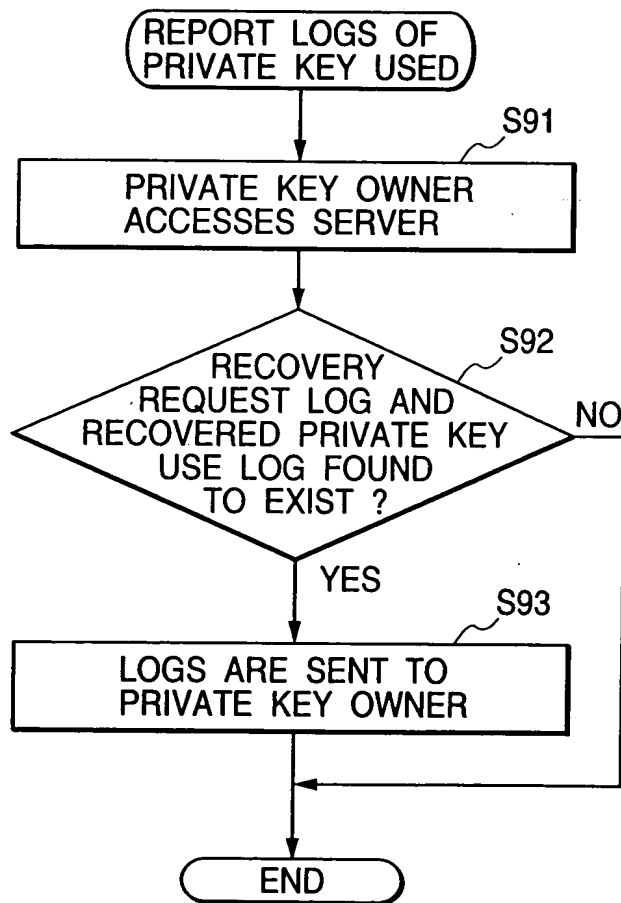 REPORT LOGS OF
PRIVATE KEY USED
S91
PRIVATE KEY OWNER
ACCESSES SERVER
S92
RECOVERY
REQUEST LOG AND
RECOVERED PRIVATE KEY
USE LOG FOUND
TO EXIST ?
NO
YES
S93
LOGS ARE SENT TO
PRIVATE KEY OWNER
END